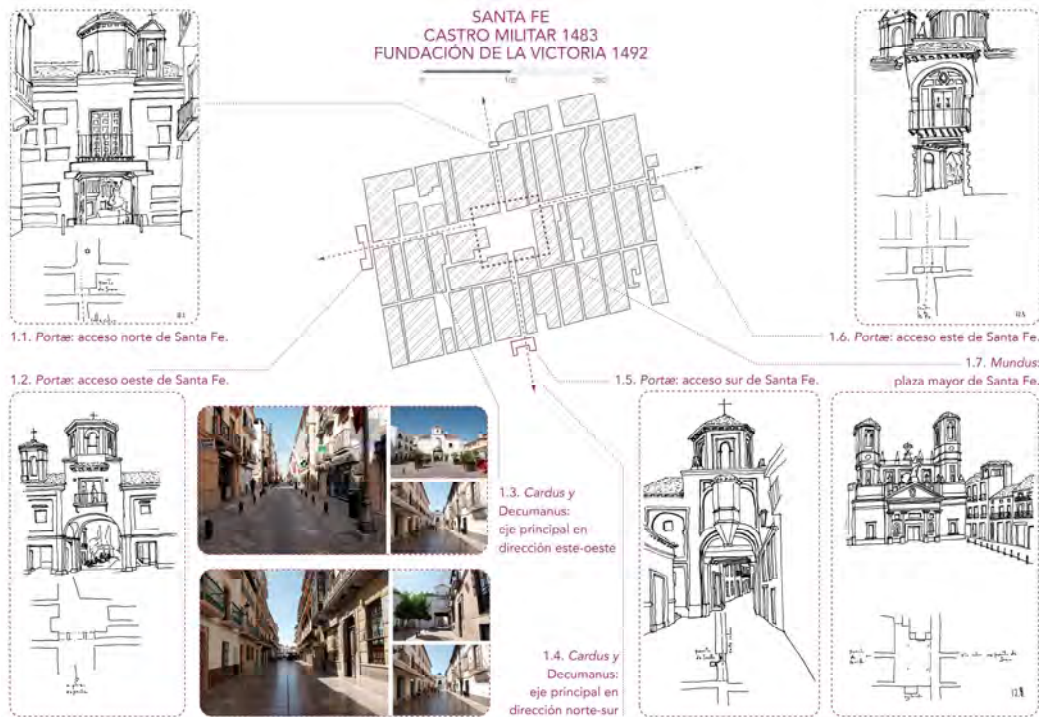 SANTA FE
CASTRO MILITAR 1483
FUNDACIÓN DE LA VICTORIA 1492
0
1.1. Portæ: acceso norte de Santa Fe.
1.6. Portæ: acceso este de Santa Fe.
1.7. Mundus:
plaza mayor de Santa Fe.
1.2. Portæ: acceso oeste de Santa Fe.
1.5. Portæ: acceso sur de Santa Fe.
1.3. Cardus y
Decumanus:
eje principal en
dirección este-oeste
1.4. Cardus y
Decumanus:
eje principal en
dirección norte-sur